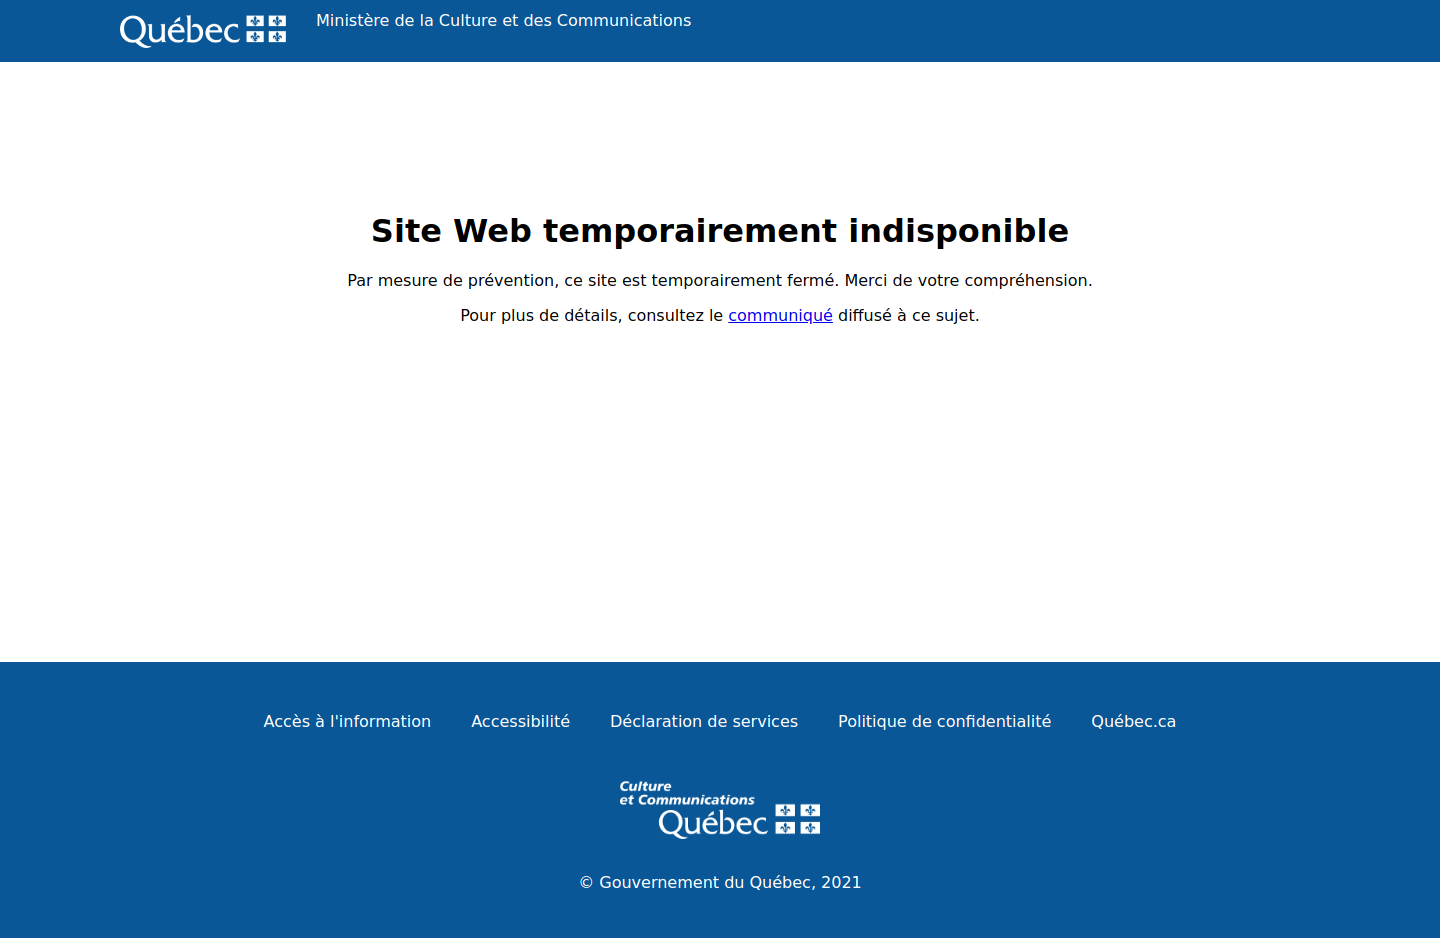 Québec
Ministère de la Culture et des Communications
Site Web temporairement indisponible
Par mesure de prévention, ce site est temporairement fermé. Merci de votre compréhension.
Pour plus de détails, consultez le communiqué diffusé à ce sujet.
Accès à l'information Accessibilité Déclaration de services Politique de confidentialité Québec.ca
Culture
et Communications
Québec
© Gouvernement du Québec, 2021